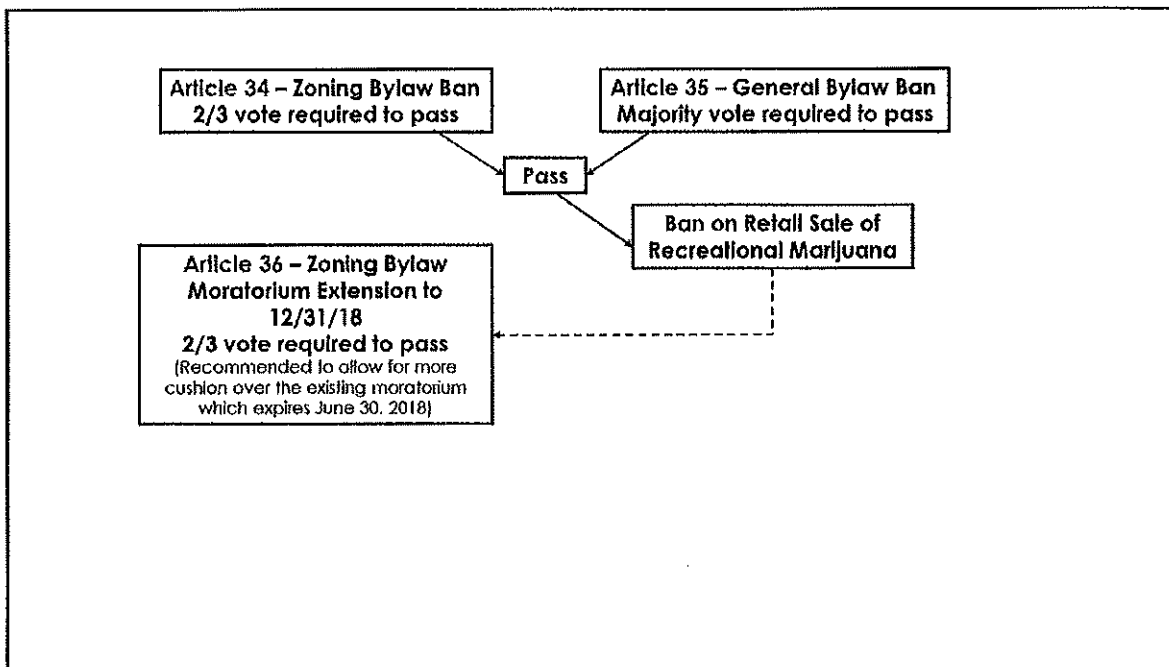 Article 34 – Zoning Bylaw Ban
2/3 vote required to pass
Article 35 – General Bylaw Ban
Majority vote required to pass
Pass
Ban on Retail Sale of
Recreational Marijuana
Article 36 – Zoning Bylaw
Moratorium Extension to
12/31/18
2/3 vote required to pass
(Recommended to allow for more
cushion over the existing moratorium
which expires June 30, 2018)